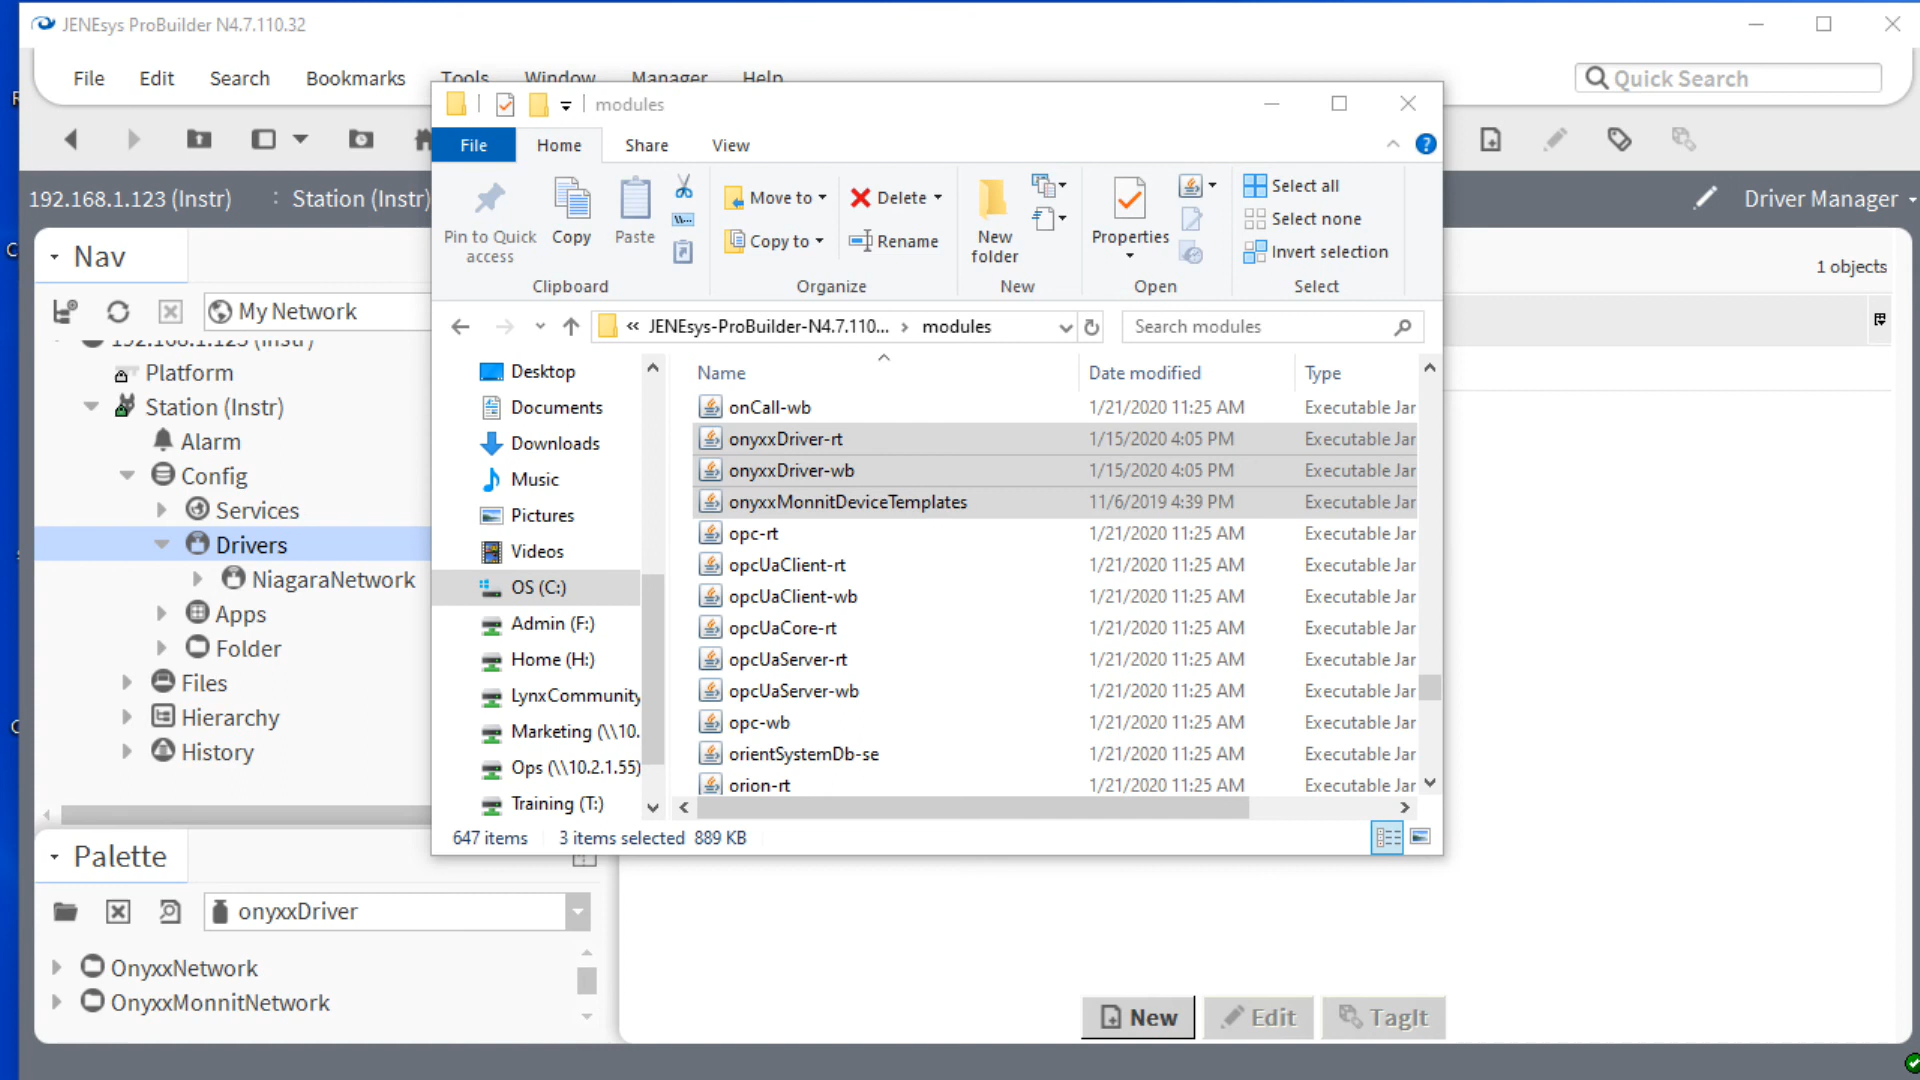 JENEsys ProBuilder N4.7.110.32
File Edit Search Bookmarks Tools Window Manager Help
Quick Search
192.168.1.123 (Instr) : Station (Instr)
Driver Manager
Nav
1 objects
My Network
192.168.1.123 (Instr)
Platform
Station (Instr)
Alarm
Config
Services
Drivers
NiagaraNetwork
Apps
Folder
Files
Hierarchy
History
Palette
onyxxDriver
OnyxxNetwork
OnyxxMonnitNetwork
New Edit TagIt
modules
File Home Share View
Pin to Quick access
Copy
Paste
Clipboard
Move to
Copy to
Delete
Rename
Organize
New folder
New
Properties
Open
Select all
Select none
Invert selection
Select
« JENEsys-ProBuilder-N4.7.110... › modules
Search modules
Desktop
Documents
Downloads
Music
Pictures
Videos
OS (C:)
Admin (F:)
Home (H:)
LynxCommunity
Marketing (\\10.
Ops (\\10.2.1.55)
Training (T:)
Name Date modified Type
onCall-wb 1/21/2020 11:25 AM Executable Jar
onyxxDriver-rt 1/15/2020 4:05 PM Executable Jar
onyxxDriver-wb 1/15/2020 4:05 PM Executable Jar
onyxxMonnitDeviceTemplates 11/6/2019 4:39 PM Executable Jar
opc-rt 1/21/2020 11:25 AM Executable Jar
opcUaClient-rt 1/21/2020 11:25 AM Executable Jar
opcUaClient-wb 1/21/2020 11:25 AM Executable Jar
opcUaCore-rt 1/21/2020 11:25 AM Executable Jar
opcUaServer-rt 1/21/2020 11:25 AM Executable Jar
opcUaServer-wb 1/21/2020 11:25 AM Executable Jar
opc-wb 1/21/2020 11:25 AM Executable Jar
orientSystemDb-se 1/21/2020 11:25 AM Executable Jar
orion-rt 1/21/2020 11:25 AM Executable Jar
647 items 3 items selected 889 KB